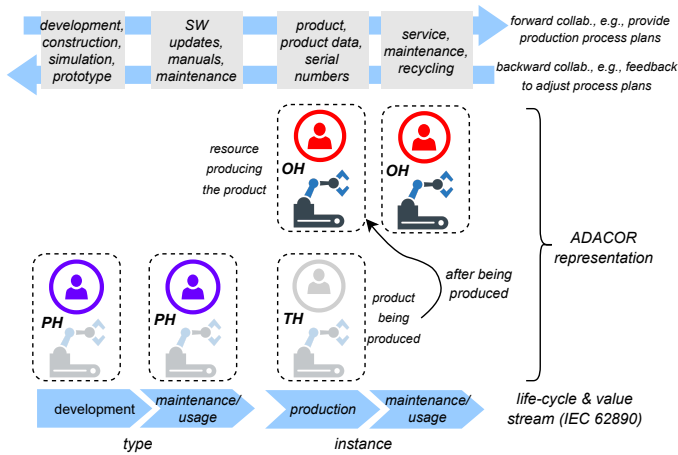 development,
construction,
simulation,
prototype
SW
updates,
manuals,
maintenance
product,
product data,
serial
numbers
service,
maintenance,
recycling
forward collab., e.g., provide
production process plans
backward collab., e.g., feedback
to adjust process plans
resource
producing
the product
OH
OH
ADACOR
representation
after being
produced
PH
PH
TH
product
being
produced
development
maintenance/
usage
production
maintenance/
usage
life-cycle & value
stream (IEC 62890)
type
instance